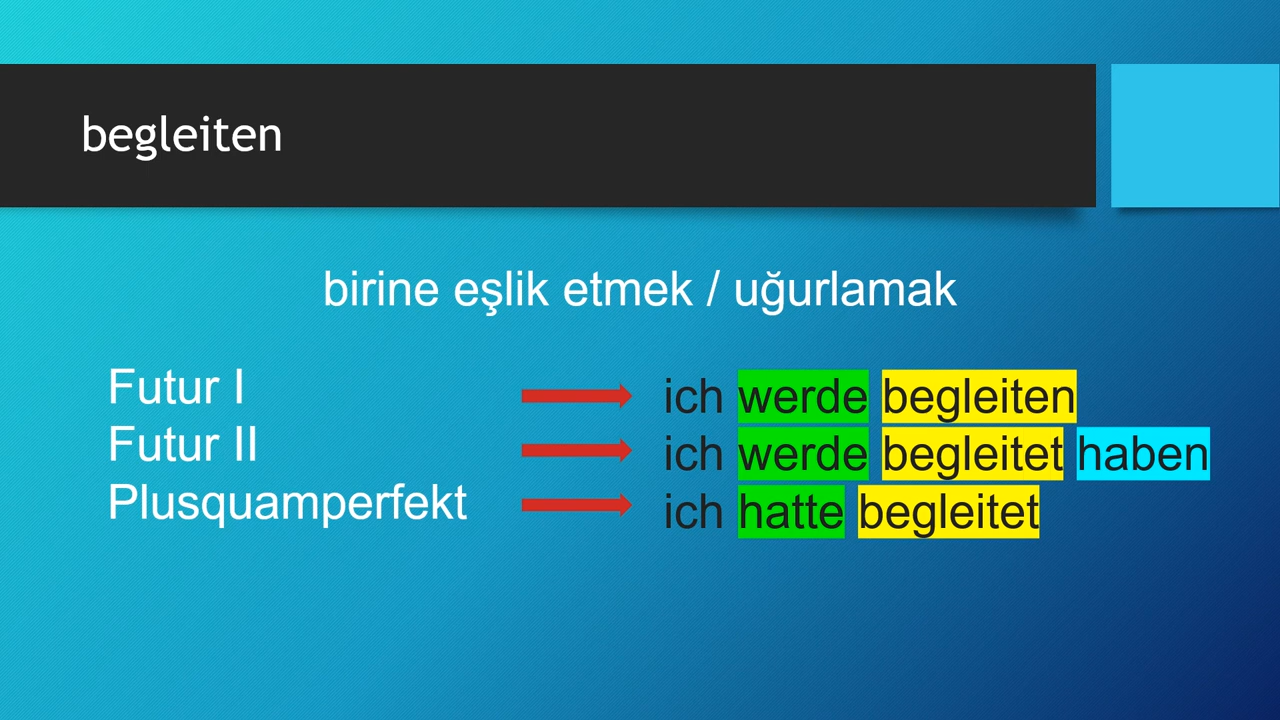 begleiten
birine eşlik etmek / uğurlamak
Futur I ich werde begleiten
Futur II ich werde begleitet haben
Plusquamperfekt ich hatte begleitet